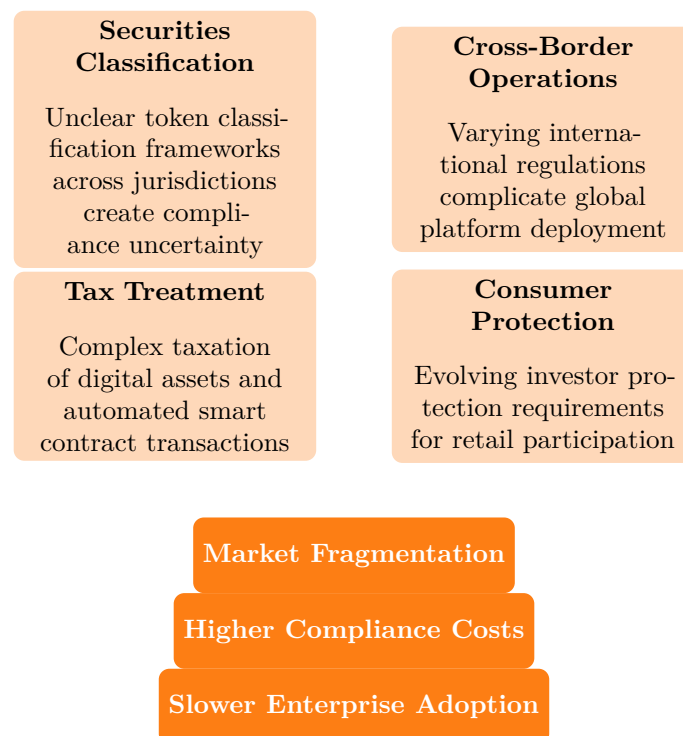 Securities
Classification
Unclear token classi-
fication frameworks
across jurisdictions
create compli-
ance uncertainty
Cross-Border
Operations
Varying interna-
tional regulations
complicate global
platform deployment
Tax Treatment
Complex taxation
of digital assets and
automated smart
contract transactions
Consumer
Protection
Evolving investor pro-
tection requirements
for retail participation
Market Fragmentation
Higher Compliance Costs
Slower Enterprise Adoption